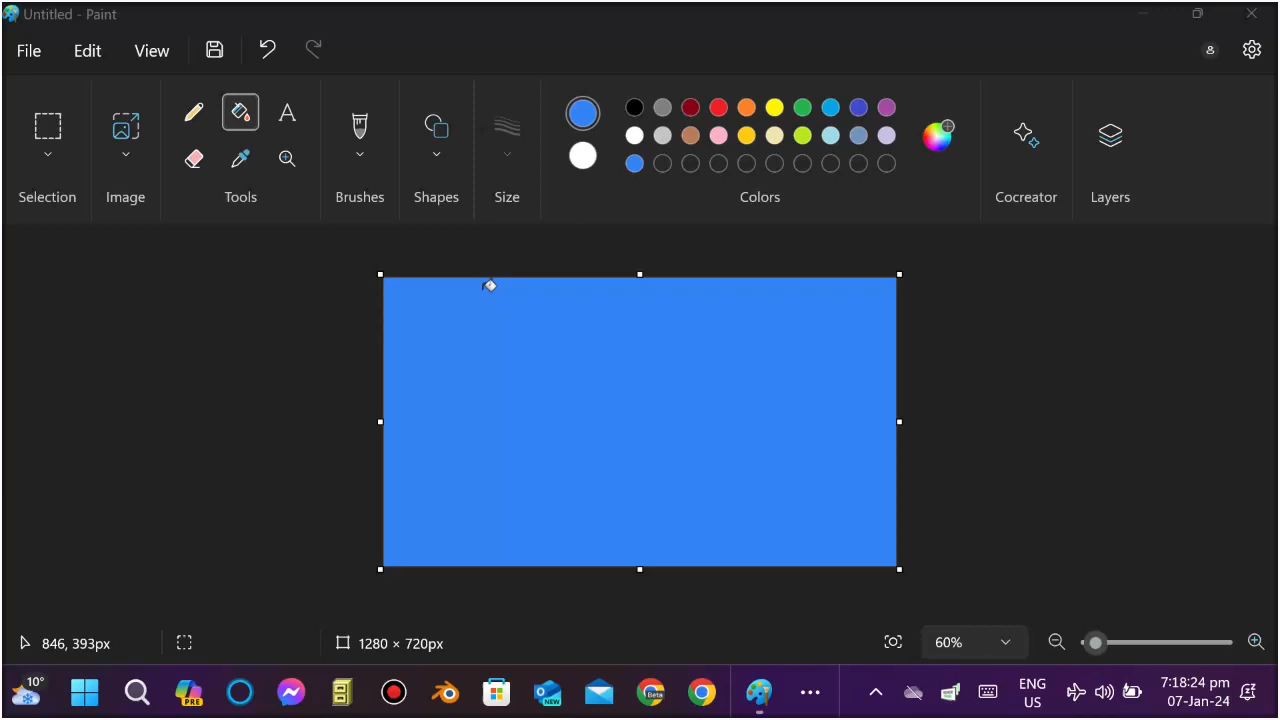 Untitled - Paint
File Edit View
Selection Image Tools Brushes Shapes Size Colors Cocreator Layers
846, 393px 1280 × 720px 60%
10° PRE NEW Beta ENG 7:18:24 pm
US 07-Jan-24